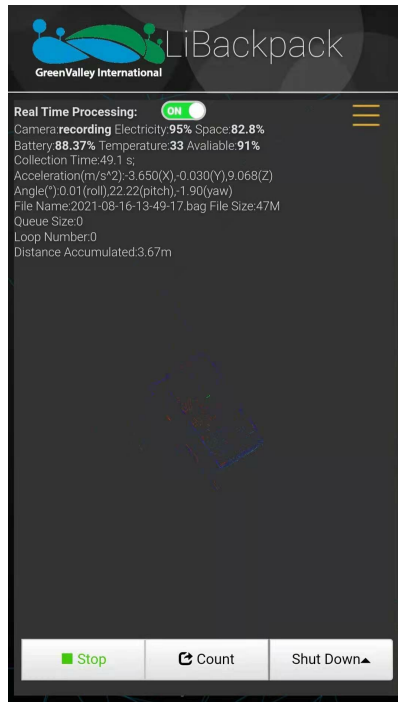 LiBackpack
GreenValley International
Real Time Processing: ON
Camera:recording Electricity:95% Space:82.8%
Battery:88.37% Temperature:33 Avaliable:91%
Collection Time:49.1 s;
Acceleration(m/s^2):-3.650(X),-0.030(Y),9.068(Z)
Angle(°):0.01(roll),22.22(pitch),-1.90(yaw)
File Name:2021-08-16-13-49-17.bag File Size:47M
Queue Size:0
Loop Number:0
Distance Accumulated:3.67m
Stop Count Shut Down